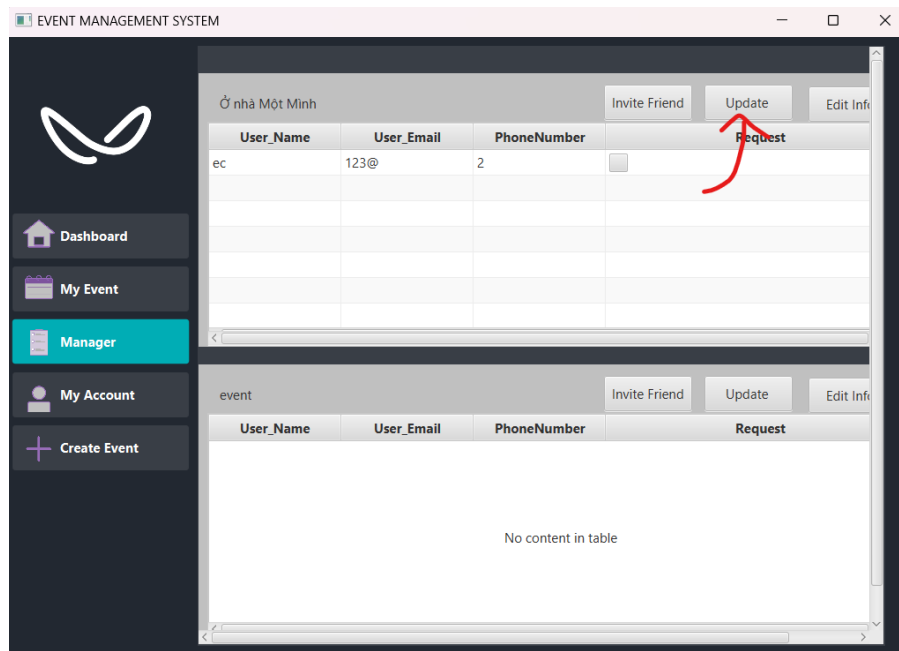 EVENT MANAGEMENT SYSTEM
Dashboard
My Event
Manager
My Account
Create Event
Ở nhà Một Mình
Invite Friend
Update
Edit Info
User_Name User_Email PhoneNumber Request
ec 123@ 2
event
Invite Friend
Update
Edit Info
User_Name User_Email PhoneNumber Request
No content in table